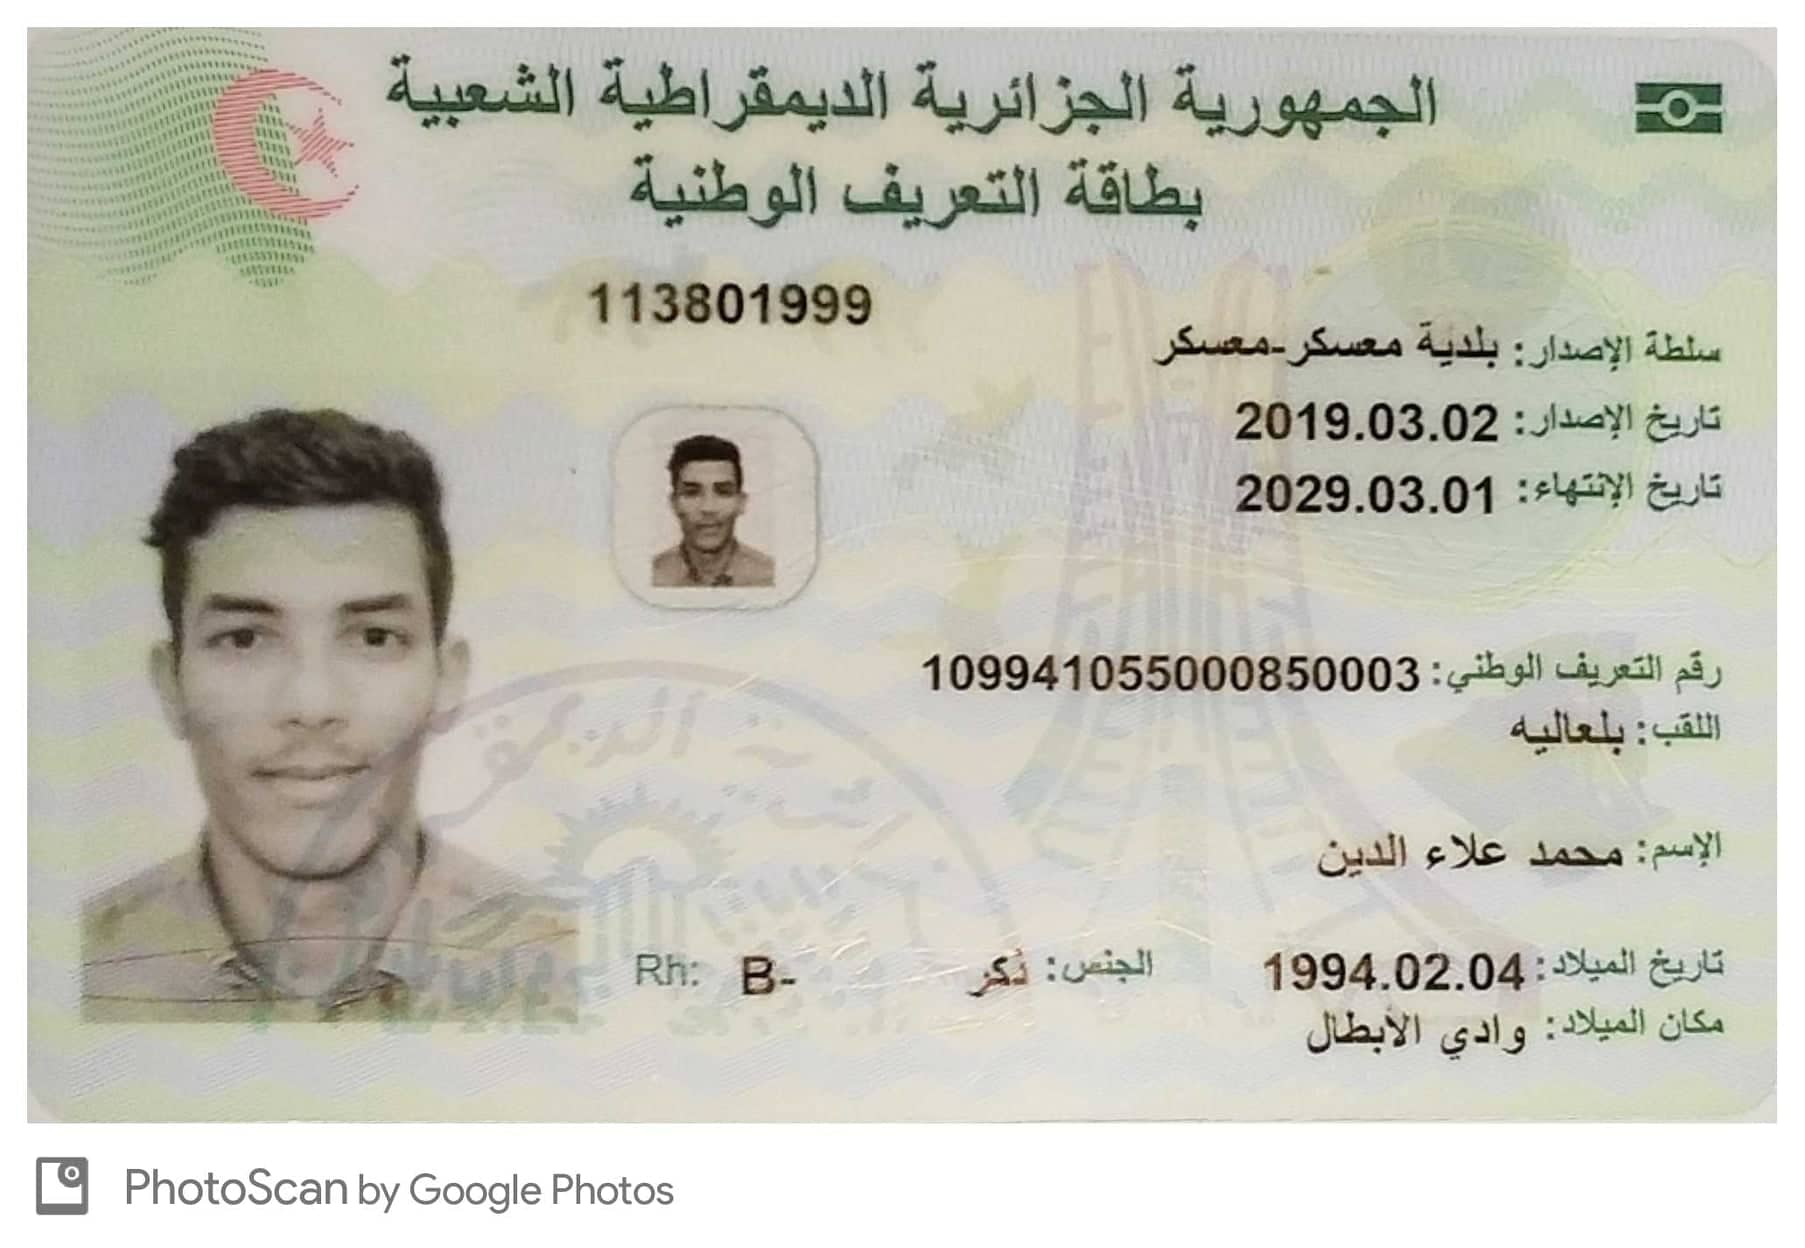 الجمهورية الجزائرية الديمقراطية الشعبية
بطاقة التعريف الوطنية
113801999
سلطة الإصدار: بلدية معسكر-معسكر
تاريخ الإصدار: 2019.03.02
تاريخ الإنتهاء: 2029.03.01
رقم التعريف الوطني: 109941055000850003
اللقب: بلعاليه
الإسم: محمد علاء الدين
تاريخ الميلاد: 1994.02.04 الجنس: ذكر Rh: B-
مكان الميلاد: وادي الأبطال
PhotoScan by Google Photos